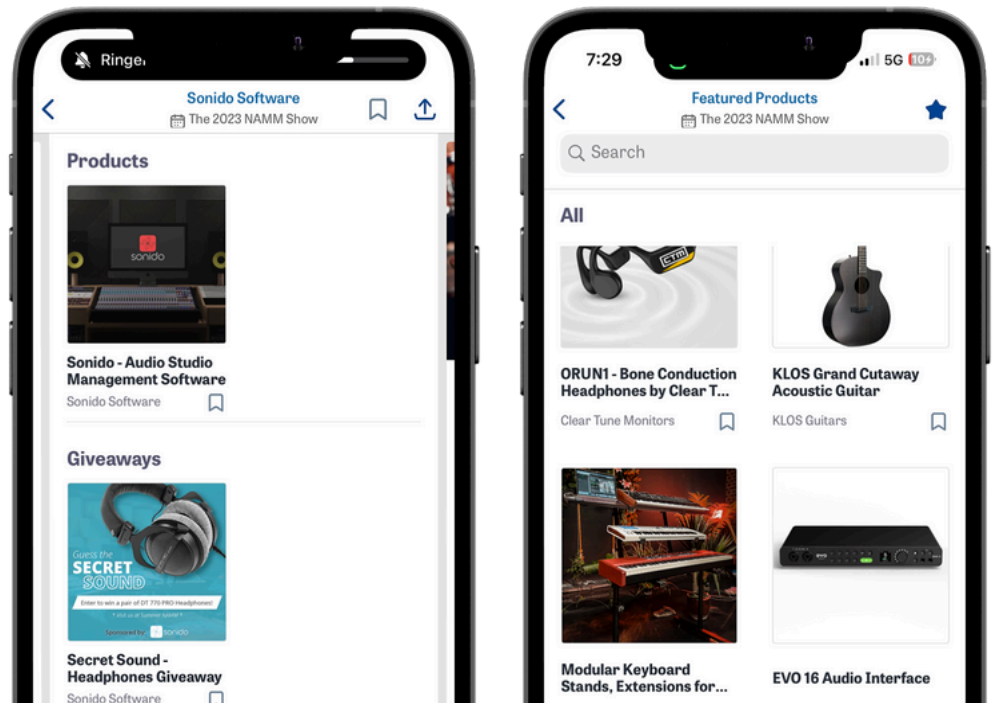 Ringer
Sonido Software
The 2023 NAMM Show
Products
sonido
Sonido - Audio Studio
Management Software
Sonido Software
Giveaways
Guess the
SECRET
SOUND
Enter to win a pair of DT 770 PRO Headphones!
Sponsored by: sonido
Secret Sound -
Headphones Giveaway
Sonido Software
7:29
5G 10
Featured Products
The 2023 NAMM Show
Search
All
CTM
ORUN1 - Bone Conduction
Headphones by Clear T...
Clear Tune Monitors
KLOS Grand Cutaway
Acoustic Guitar
KLOS Guitars
evo
Modular Keyboard
Stands, Extensions for...
EVO 16 Audio Interface